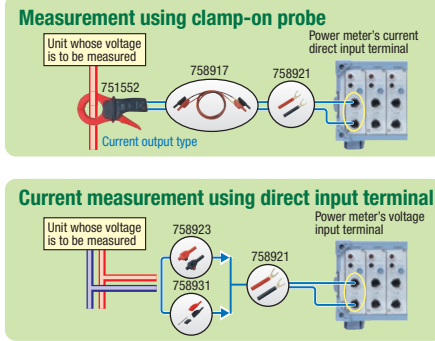 Measurement using clamp-on probe
Unit whose voltage
is to be measured
Power meter's current
direct input terminal
751552
758917
758921
Current output type
Current measurement using direct input terminal
Unit whose voltage
is to be measured
Power meter's voltage
input terminal
758923
758921
758931